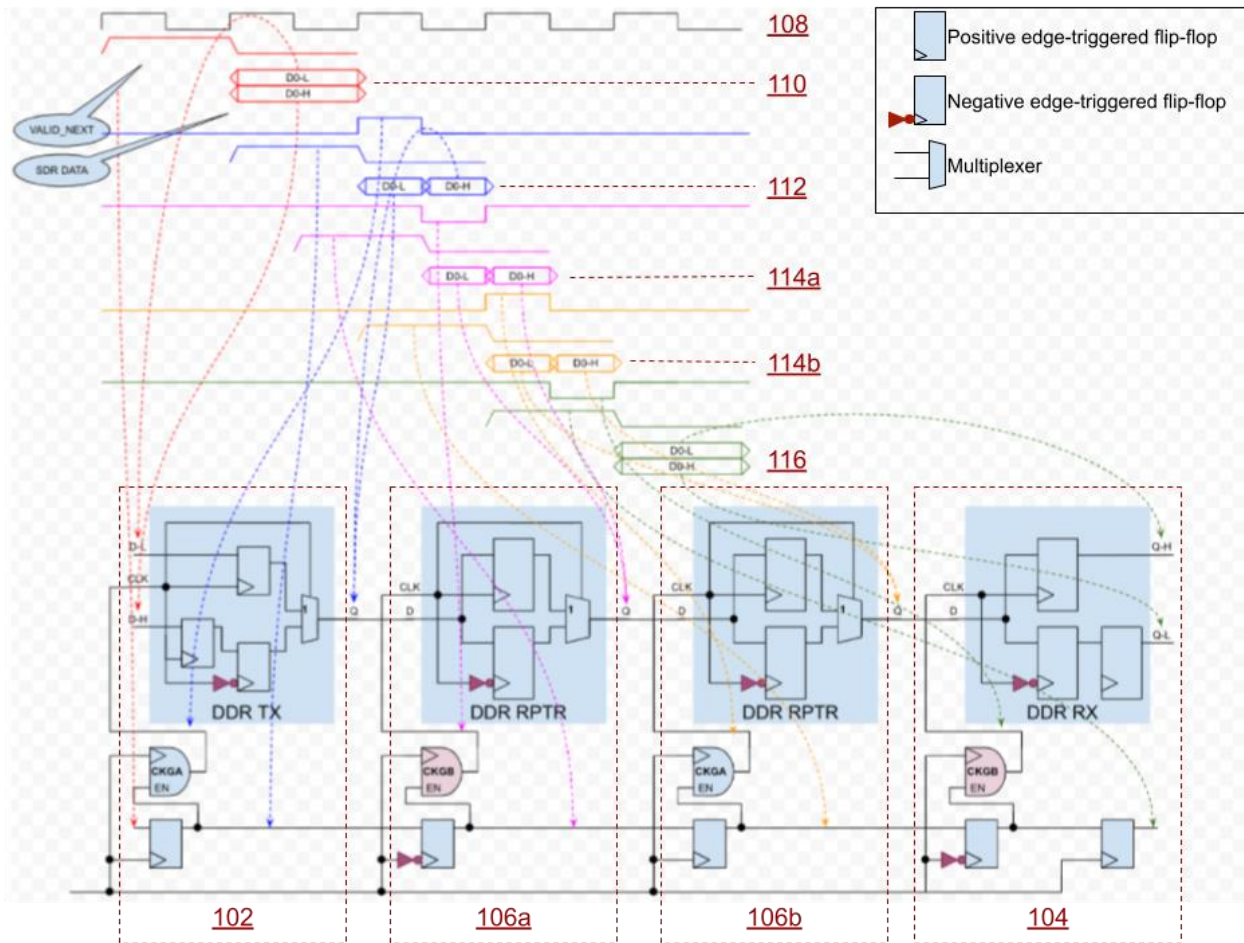 108
Positive edge-triggered flip-flop
D0-L
110
D0-H
Negative edge-triggered flip-flop
VALID_NEXT
SDR DATA
Multiplexer
D0-L D0-H
112
D0-L D0-H
114a
D0-L D0-H
114b
D0-L
116
D0-H
D-L
Q-H
CLK
CLK
CLK
CLK
1
1
1
D-H
Q
D
Q
D
Q
D
Q-L
DDR TX
DDR RPTR
DDR RPTR
DDR RX
CKGA
CKGB
CKGA
CKGB
EN
EN
EN
EN
102
106a
106b
104